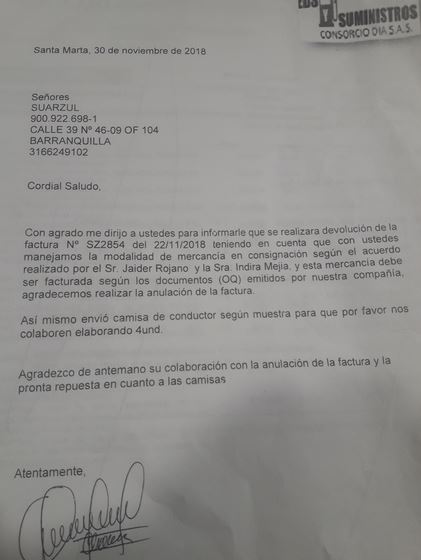 SUMINISTROS
CONSORCIO DIA S.A.S.
Santa Marta, 30 de noviembre de 2018
Señores
SUARZUL
900.922.698-1
CALLE 39 Nº 46-09 OF 104
BARRANQUILLA
3166249102
Cordial Saludo,
Con agrado me dirijo a ustedes para informarle que se realizara devolución de la
factura Nº SZ2854 del 22/11/2018 teniendo en cuenta que con ustedes
manejamos la modalidad de mercancía en consignación según el acuerdo
realizado por el Sr. Jaider Rojano y la Sra. Indira Mejia, y esta mercancía debe
ser facturada según los documentos (OQ) emitidos por nuestra compañía,
agradecemos realizar la anulación de la factura.
Así mismo envió camisa de conductor según muestra para que por favor nos
colaboren elaborando 4und.
Agradezco de antemano su colaboración con la anulación de la factura y la
pronta repuesta en cuanto a las camisas
Atentamente,